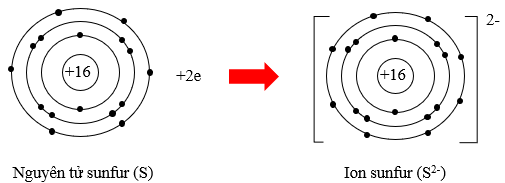 2-
+16
+2e
+16
Nguyên tử sunfur (S)
Ion sunfur (S²⁻)